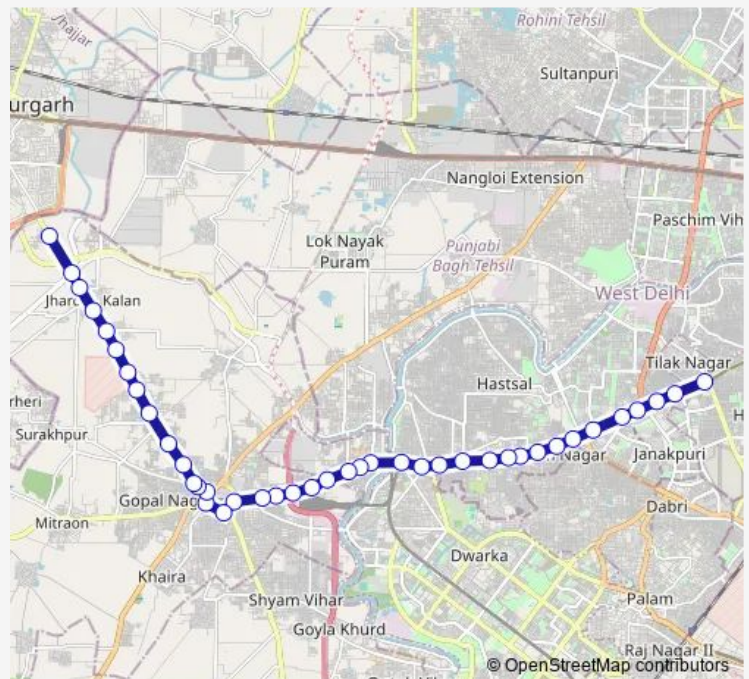 Rohini Tehsil
Jhajjar
Sultanpuri
urgarh
Nangloi Extension
Paschim Vih
Lok Nayak
Puram
Punjabi
Bagh Tehsil
West Delhi
Kalan
Tilak Nagar
Hastsal
rheri
Surakhpur
Nagar
Janakpuri
Gopal Nag
Mitraon
Dabri
Dwarka
Khaira
Shyam Vihar
Palam
Goyla Khurd
Raj Nagar II
© OpenStreetMap contributors